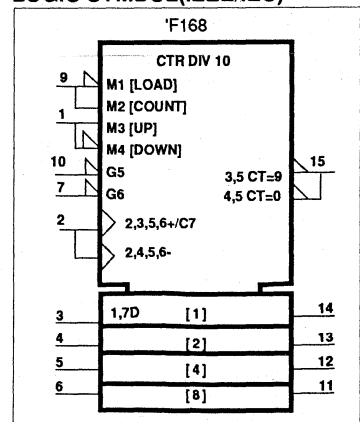 LOGIC SYMBOL(IEEE/IEC)
'F168
CTR DIV 10
9 M1 [LOAD]
M2 [COUNT]
1 M3 [UP]
M4 [DOWN]
10 G5
7 G6
3,5 CT=9 15
4,5 CT=0
2 2,3,5,6+/C7
2,4,5,6-
3 1,7D [1] 14
4 [2] 13
5 [4] 12
6 [8] 11